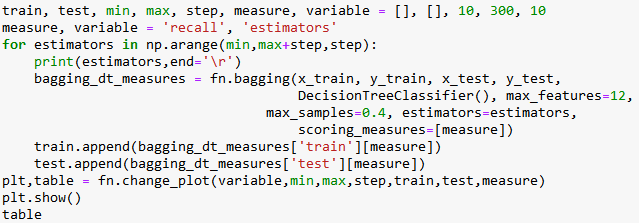 train, test, min, max, step, measure, variable = [], [], 10, 300, 10
measure, variable = 'recall', 'estimators'
for estimators in np.arange(min,max+step,step):
    print(estimators,end='\r')
    bagging_dt_measures = fn.bagging(x_train, y_train, x_test, y_test,
                                     DecisionTreeClassifier(), max_features=12,
                                 max_samples=0.4, estimators=estimators,
                                     scoring_measures=[measure])
    train.append(bagging_dt_measures['train'][measure])
    test.append(bagging_dt_measures['test'][measure])
plt,table = fn.change_plot(variable,min,max,step,train,test,measure)
plt.show()
table